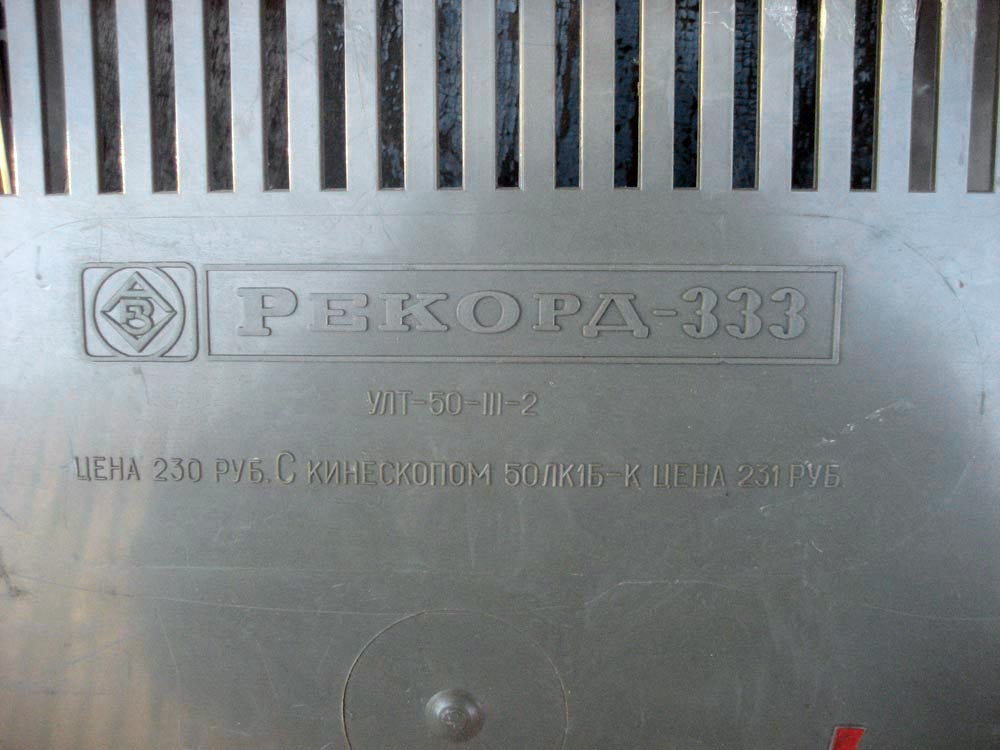 РЕКОРД-333
УЛТ-50-III-2
ЦЕНА 230 РУБ. С КИНЕСКОПОМ 50ЛК1Б-К ЦЕНА 231 РУБ.